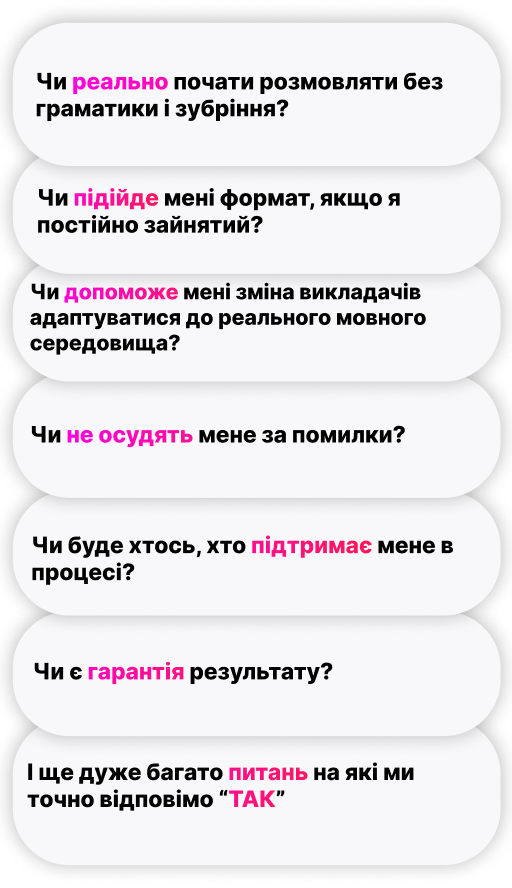 Чи реально почати розмовляти без
граматики і зубріння?
Чи підійде мені формат, якщо я
постійно зайнятий?
Чи допоможе мені зміна викладачів
адаптуватися до реального мовного
середовища?
Чи не осудять мене за помилки?
Чи буде хтось, хто підтримає мене в
процесі?
Чи є гарантія результату?
І ще дуже багато питань на які ми
точно відповімо “ТАК”